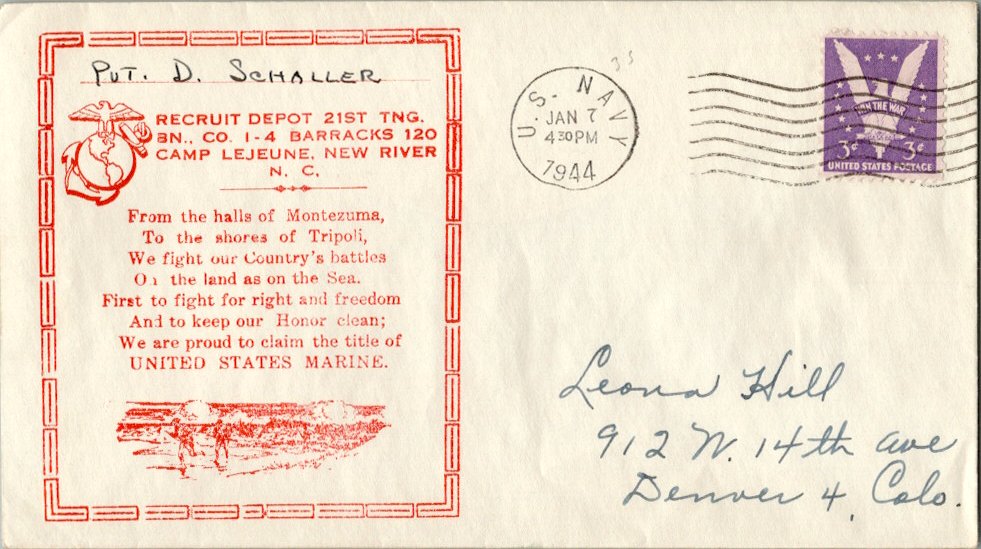 PVT. D. SCHALLER
RECRUIT DEPOT 21ST TNG.
BN., CO. 1-4 BARRACKS 120
CAMP LEJEUNE, NEW RIVER
N. C.
From the halls of Montezuma,
To the shores of Tripoli,
We fight our Country's battles
On the land as on the Sea.
First to fight for right and freedom
And to keep our Honor clean;
We are proud to claim the title of
UNITED STATES MARINE.
35
U. S. NAVY
JAN 7
4 30 PM
1944
WIN THE WAR
3¢ 3¢
UNITED STATES POSTAGE
Leona Hill
912 W. 14th ave
Denver 4, Colo.